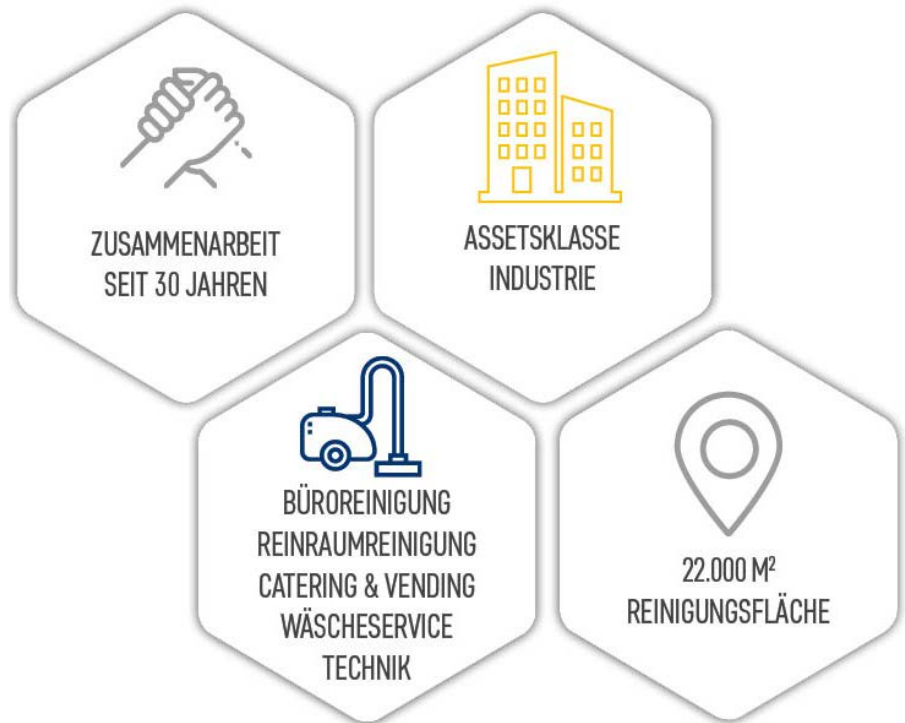 ZUSAMMENARBEIT
SEIT 30 JAHREN
ASSETSKLASSE
INDUSTRIE
BÜROREINIGUNG
REINRAUMREINIGUNG
CATERING & VENDING
WÄSCHESERVICE
TECHNIK
22.000 M²
REINIGUNGSFLÄCHE